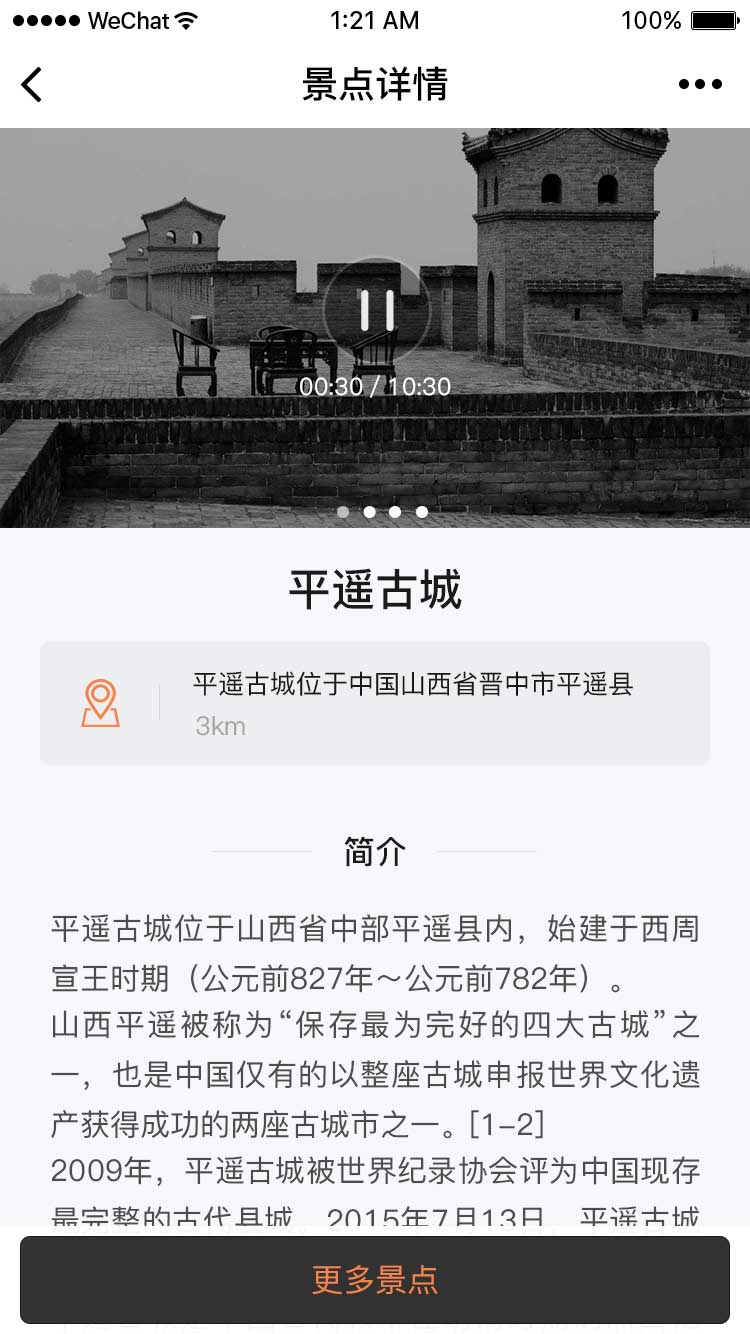 WeChat 1:21 AM 100%
景点详情
00:30 / 10:30
平遥古城
平遥古城位于中国山西省晋中市平遥县
3km
简介
平遥古城位于山西省中部平遥县内，始建于西周
宣王时期（公元前827年～公元前782年）。
山西平遥被称为“保存最为完好的四大古城”之
一，也是中国仅有的以整座古城申报世界文化遗
产获得成功的两座古城市之一。[1-2]
2009年，平遥古城被世界纪录协会评为中国现存
最完整的古代县城。2015年7月13日，平遥古城
更多景点